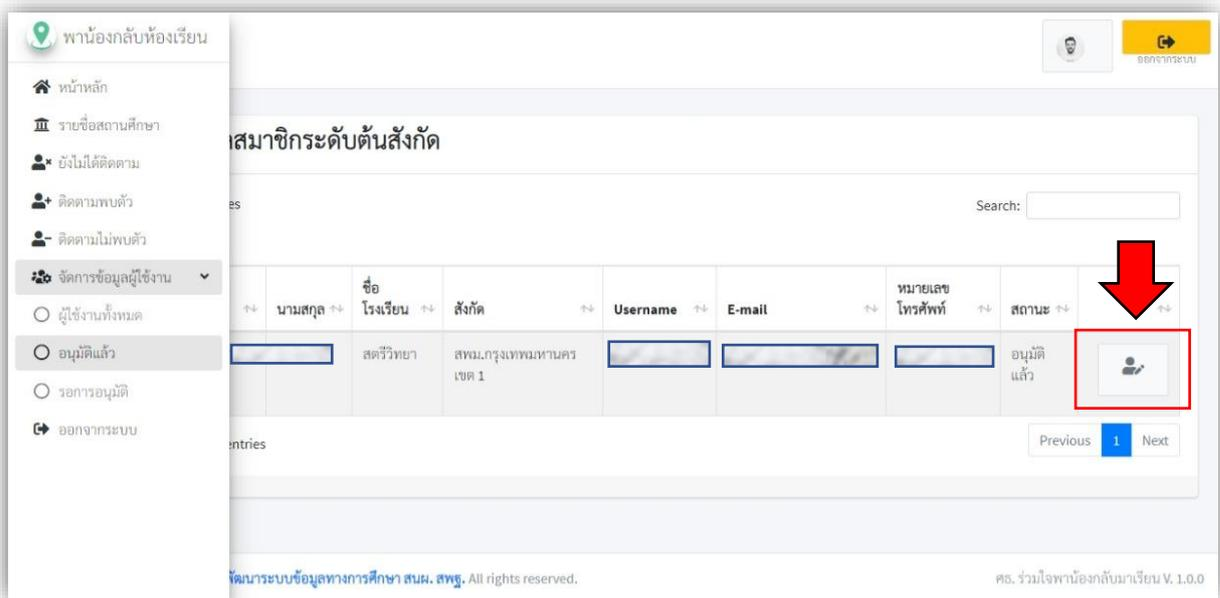 พาน้องกลับห้องเรียน
ออกจากระบบ
หน้าหลัก
รายชื่อสถานศึกษา
ยังไม่ได้ติดตาม
ติดตามพบตัว
ติดตามไม่พบตัว
จัดการข้อมูลผู้ใช้งาน
ผู้ใช้งานทั้งหมด
อนุมัติแล้ว
รอการอนุมัติ
ออกจากระบบ
สมาชิกระดับต้นสังกัด
es
Search:
นามสกุล
ชื่อ
โรงเรียน
สังกัด
Username
E-mail
หมายเลข
โทรศัพท์
สถานะ
สตรีวิทยา
สพม.กรุงเทพมหานคร
เขต 1
อนุมัติ
แล้ว
entries
Previous 1 Next
พัฒนาระบบข้อมูลทางการศึกษา สนผ. สพฐ. All rights reserved.
ศธ. ร่วมใจพาน้องกลับมาเรียน V. 1.0.0